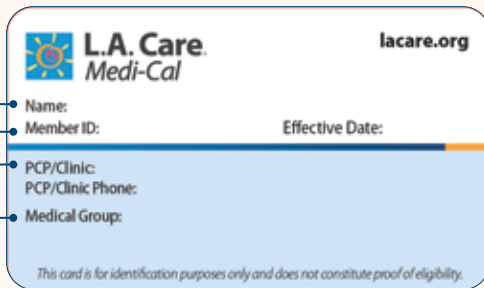 L.A. Care.
Medi-Cal
lacare.org
Name:
Member ID: Effective Date:
PCP/Clinic:
PCP/Clinic Phone:
Medical Group:
This card is for identification purposes only and does not constitute proof of eligibility.